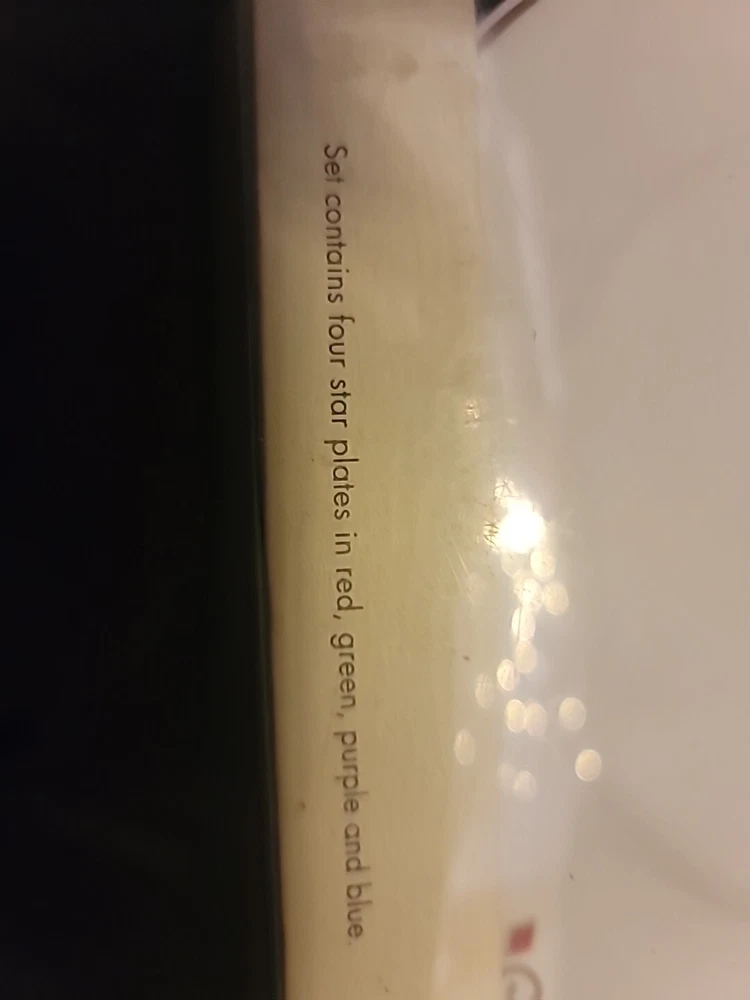 Set contains four star plates in red, green, purple and blue.